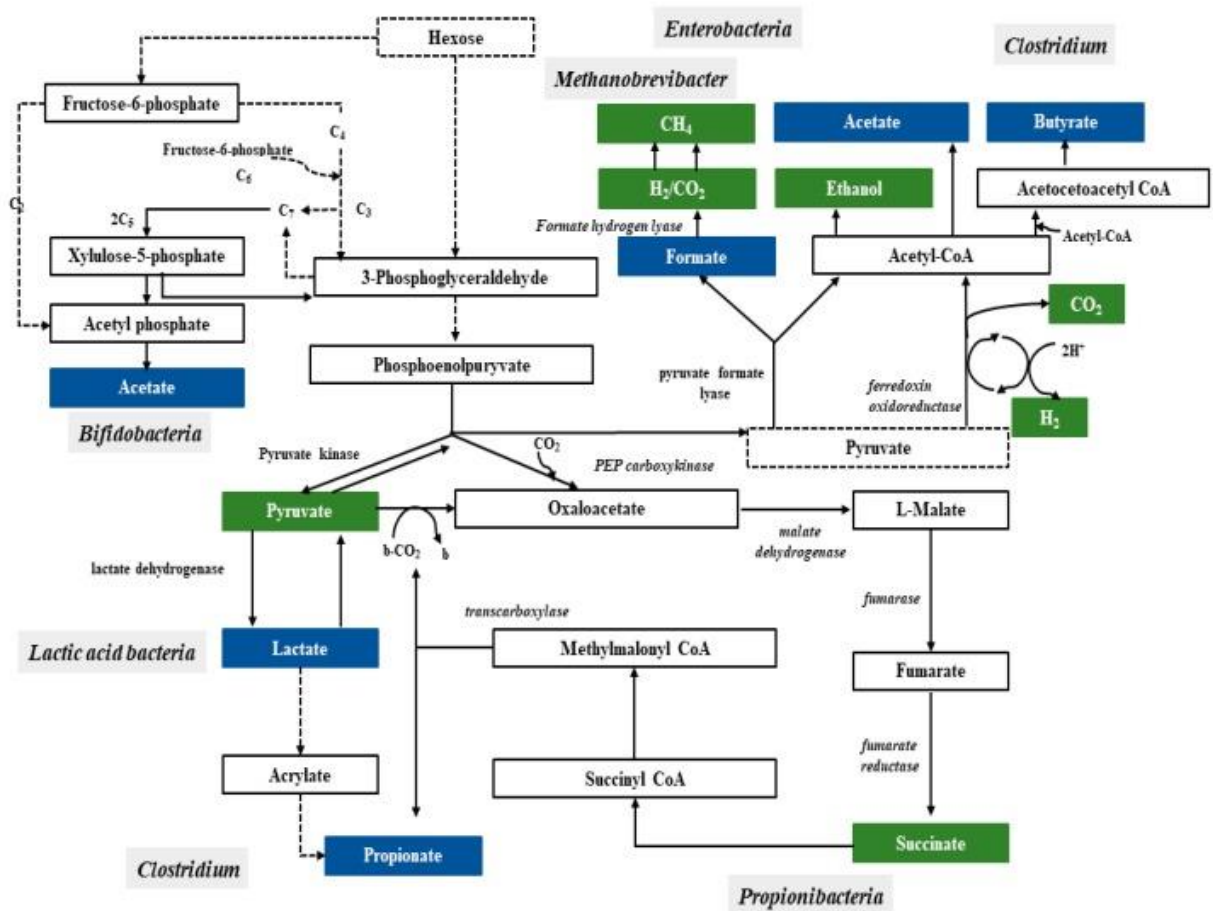 Hexose
Enterobacteria
Clostridium
Methanobrevibacter
Fructose-6-phosphate
CH₄
Acetate
Butyrate
C₄
Fructose-6-phosphate
C₆
H₂/CO₂
Ethanol
Acetocetoacetyl CoA
C₂
2C₅
C₇
C₃
Formate hydrogen lyase
Acetyl-CoA
Xylulose-5-phosphate
Formate
Acetyl-CoA
3-Phosphoglyceraldehyde
CO₂
Acetyl phosphate
2H⁺
Phosphoenolpuryvate
pyruvate formate
lyase
ferredoxin
oxidoreductase
Acetate
H₂
Bifidobacteria
Pyruvate kinase
CO₂
PEP carboxykinase
Pyruvate
Pyruvate
Oxaloacetate
L-Malate
b-CO₂
b
malate
dehydrogenase
lactate dehydrogenase
transcarboxylase
fumarase
Lactic acid bacteria
Lactate
Methylmalonyl CoA
Fumarate
fumarate
reductase
Acrylate
Succinyl CoA
Clostridium
Propionate
Succinate
Propionibacteria